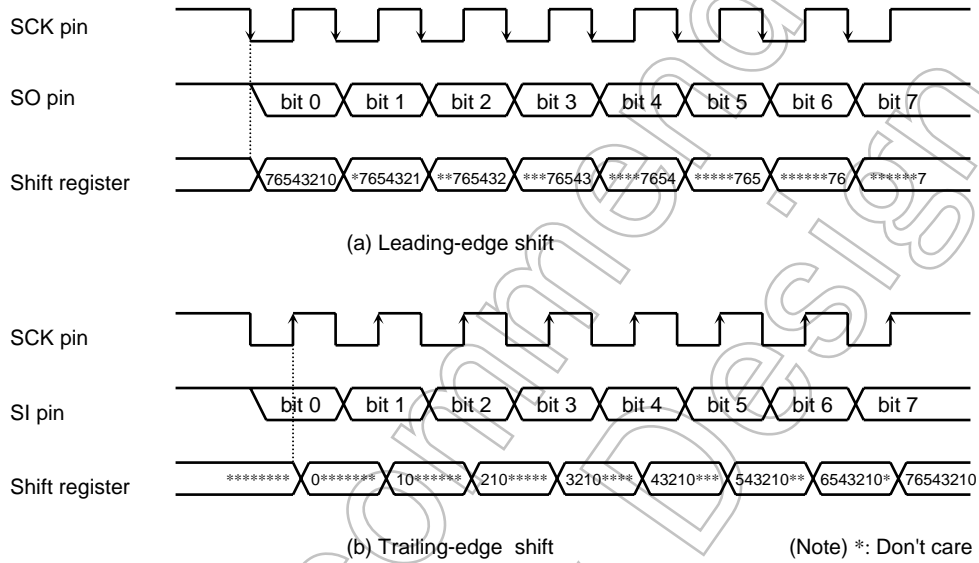 SCK pin
SO pin bit 0 bit 1 bit 2 bit 3 bit 4 bit 5 bit 6 bit 7
Shift register 76543210 *7654321 **765432 ***76543 ****7654 *****765 ******76 ******7
(a) Leading-edge shift
SCK pin
SI pin bit 0 bit 1 bit 2 bit 3 bit 4 bit 5 bit 6 bit 7
Shift register ******** 0******* 10****** 210***** 3210**** 43210*** 543210** 6543210* 76543210
(b) Trailing-edge shift (Note) *: Don't care